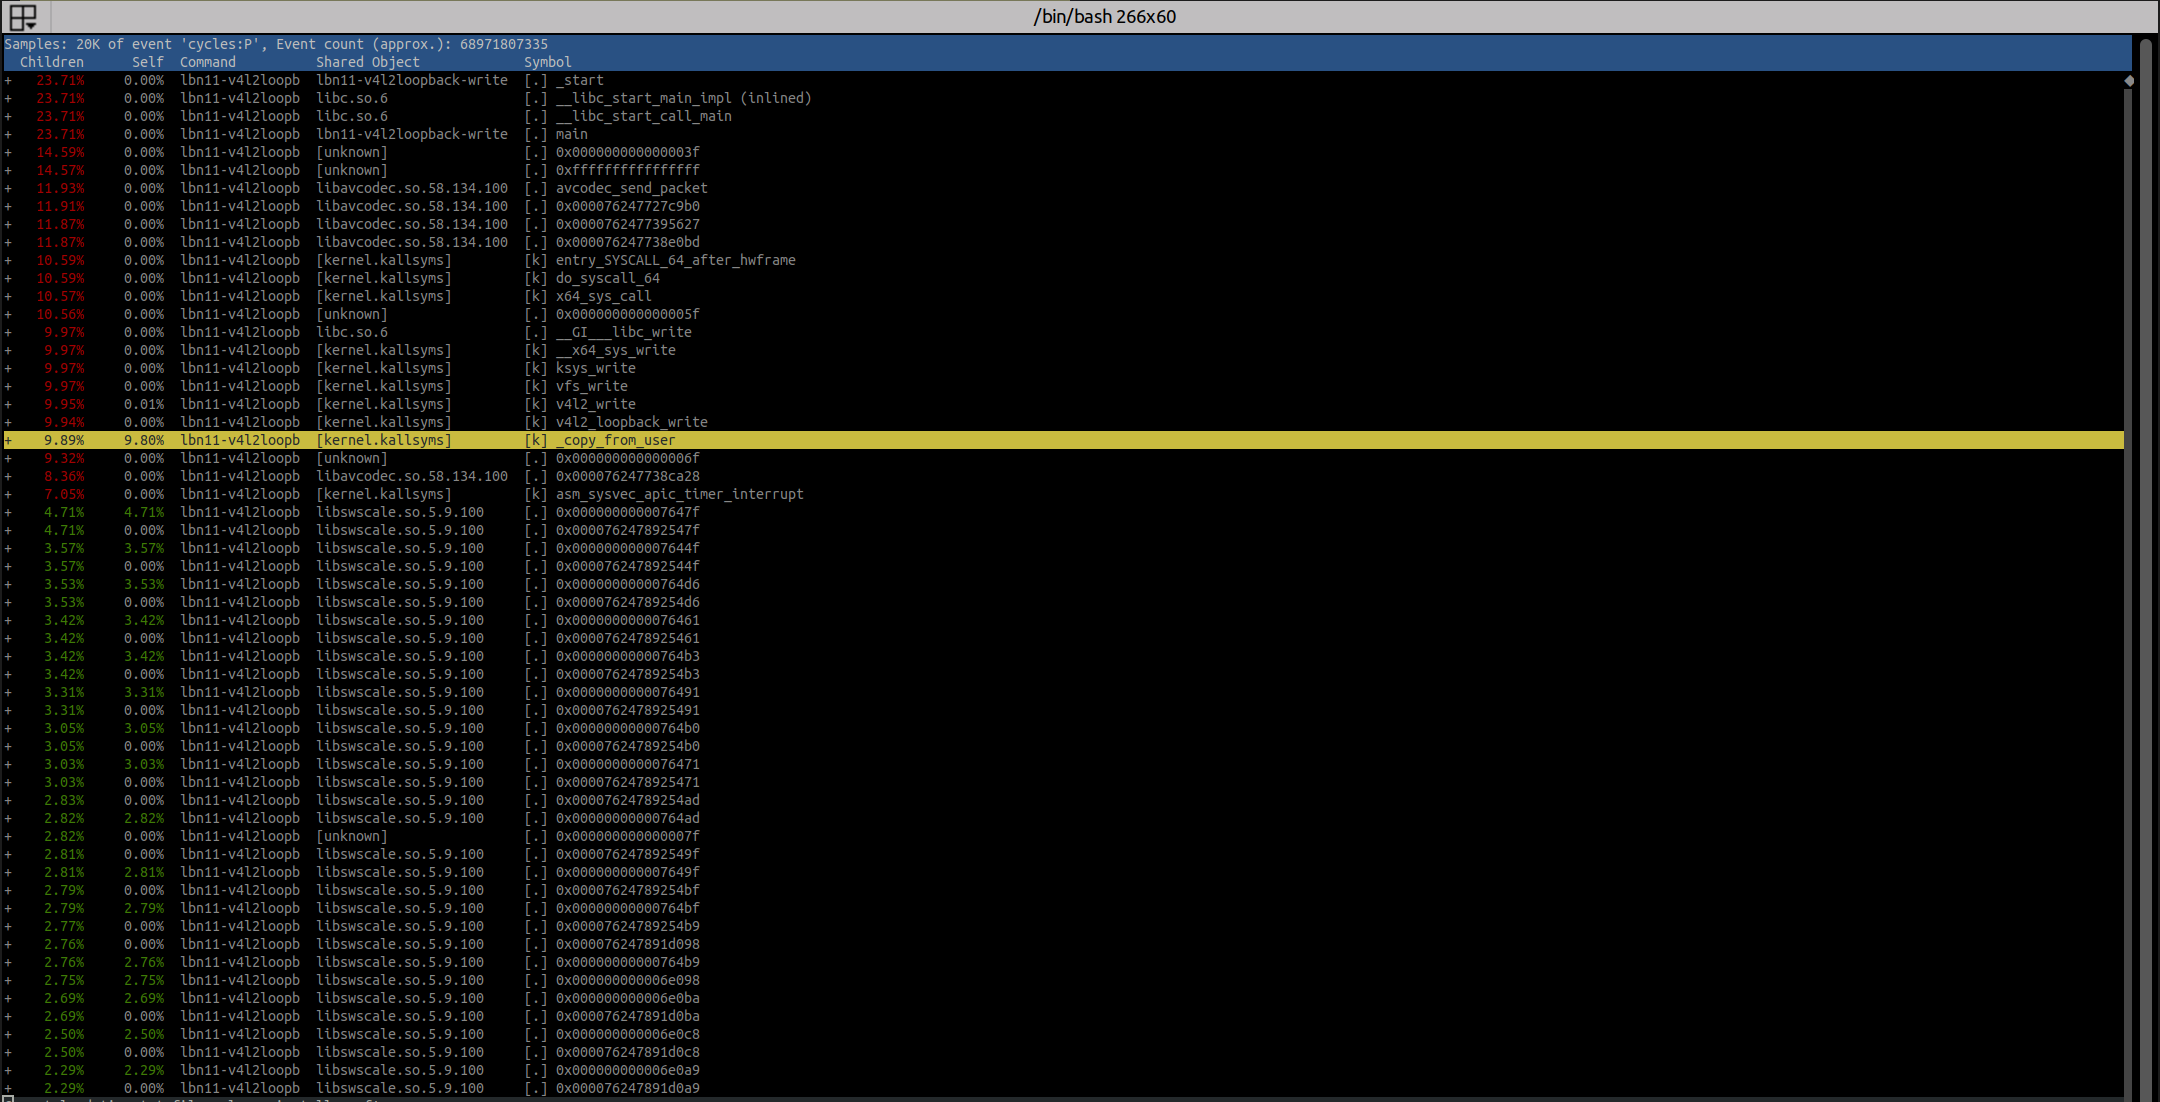 /bin/bash 266x60
Samples: 20K of event 'cycles:P', Event count (approx.): 68971807335
Children Self Command Shared Object Symbol
+ 23.71% 0.00% lbn11-v4l2loopb lbn11-v4l2loopback-write [.] _start
+ 23.71% 0.00% lbn11-v4l2loopb libc.so.6 [.] __libc_start_main_impl (inlined)
+ 23.71% 0.00% lbn11-v4l2loopb libc.so.6 [.] __libc_start_call_main
+ 23.71% 0.00% lbn11-v4l2loopb lbn11-v4l2loopback-write [.] main
+ 14.59% 0.00% lbn11-v4l2loopb [unknown] [.] 0x000000000000003f
+ 14.57% 0.00% lbn11-v4l2loopb [unknown] [.] 0xffffffffffffffff
+ 11.93% 0.00% lbn11-v4l2loopb libavcodec.so.58.134.100 [.] avcodec_send_packet
+ 11.91% 0.00% lbn11-v4l2loopb libavcodec.so.58.134.100 [.] 0x000076247727c9b0
+ 11.87% 0.00% lbn11-v4l2loopb libavcodec.so.58.134.100 [.] 0x0000762477395627
+ 11.87% 0.00% lbn11-v4l2loopb libavcodec.so.58.134.100 [.] 0x000076247738e0bd
+ 10.59% 0.00% lbn11-v4l2loopb [kernel.kallsyms] [k] entry_SYSCALL_64_after_hwframe
+ 10.59% 0.00% lbn11-v4l2loopb [kernel.kallsyms] [k] do_syscall_64
+ 10.57% 0.00% lbn11-v4l2loopb [kernel.kallsyms] [k] x64_sys_call
+ 10.56% 0.00% lbn11-v4l2loopb [unknown] [.] 0x000000000000005f
+ 9.97% 0.00% lbn11-v4l2loopb libc.so.6 [.] __GI___libc_write
+ 9.97% 0.00% lbn11-v4l2loopb [kernel.kallsyms] [k] __x64_sys_write
+ 9.97% 0.00% lbn11-v4l2loopb [kernel.kallsyms] [k] ksys_write
+ 9.97% 0.00% lbn11-v4l2loopb [kernel.kallsyms] [k] vfs_write
+ 9.95% 0.01% lbn11-v4l2loopb [kernel.kallsyms] [k] v4l2_write
+ 9.94% 0.00% lbn11-v4l2loopb [kernel.kallsyms] [k] v4l2_loopback_write
+ 9.89% 9.80% lbn11-v4l2loopb [kernel.kallsyms] [k] _copy_from_user
+ 9.32% 0.00% lbn11-v4l2loopb [unknown] [.] 0x000000000000006f
+ 8.36% 0.00% lbn11-v4l2loopb libavcodec.so.58.134.100 [.] 0x000076247738ca28
+ 7.05% 0.00% lbn11-v4l2loopb [kernel.kallsyms] [k] asm_sysvec_apic_timer_interrupt
+ 4.71% 4.71% lbn11-v4l2loopb libswscale.so.5.9.100 [.] 0x000000000007647f
+ 4.71% 0.00% lbn11-v4l2loopb libswscale.so.5.9.100 [.] 0x000076247892547f
+ 3.57% 3.57% lbn11-v4l2loopb libswscale.so.5.9.100 [.] 0x000000000007644f
+ 3.57% 0.00% lbn11-v4l2loopb libswscale.so.5.9.100 [.] 0x000076247892544f
+ 3.53% 3.53% lbn11-v4l2loopb libswscale.so.5.9.100 [.] 0x00000000000764d6
+ 3.53% 0.00% lbn11-v4l2loopb libswscale.so.5.9.100 [.] 0x00007624789254d6
+ 3.42% 3.42% lbn11-v4l2loopb libswscale.so.5.9.100 [.] 0x0000000000076461
+ 3.42% 0.00% lbn11-v4l2loopb libswscale.so.5.9.100 [.] 0x0000762478925461
+ 3.42% 3.42% lbn11-v4l2loopb libswscale.so.5.9.100 [.] 0x00000000000764b3
+ 3.42% 0.00% lbn11-v4l2loopb libswscale.so.5.9.100 [.] 0x00007624789254b3
+ 3.31% 3.31% lbn11-v4l2loopb libswscale.so.5.9.100 [.] 0x0000000000076491
+ 3.31% 0.00% lbn11-v4l2loopb libswscale.so.5.9.100 [.] 0x0000762478925491
+ 3.05% 3.05% lbn11-v4l2loopb libswscale.so.5.9.100 [.] 0x00000000000764b0
+ 3.05% 0.00% lbn11-v4l2loopb libswscale.so.5.9.100 [.] 0x00007624789254b0
+ 3.03% 3.03% lbn11-v4l2loopb libswscale.so.5.9.100 [.] 0x0000000000076471
+ 3.03% 0.00% lbn11-v4l2loopb libswscale.so.5.9.100 [.] 0x0000762478925471
+ 2.83% 0.00% lbn11-v4l2loopb libswscale.so.5.9.100 [.] 0x00007624789254ad
+ 2.82% 2.82% lbn11-v4l2loopb libswscale.so.5.9.100 [.] 0x00000000000764ad
+ 2.82% 0.00% lbn11-v4l2loopb [unknown] [.] 0x000000000000007f
+ 2.81% 0.00% lbn11-v4l2loopb libswscale.so.5.9.100 [.] 0x000076247892549f
+ 2.81% 2.81% lbn11-v4l2loopb libswscale.so.5.9.100 [.] 0x000000000007649f
+ 2.79% 0.00% lbn11-v4l2loopb libswscale.so.5.9.100 [.] 0x00007624789254bf
+ 2.79% 2.79% lbn11-v4l2loopb libswscale.so.5.9.100 [.] 0x00000000000764bf
+ 2.77% 0.00% lbn11-v4l2loopb libswscale.so.5.9.100 [.] 0x00007624789254b9
+ 2.76% 0.00% lbn11-v4l2loopb libswscale.so.5.9.100 [.] 0x000076247891d098
+ 2.76% 2.76% lbn11-v4l2loopb libswscale.so.5.9.100 [.] 0x00000000000764b9
+ 2.75% 2.75% lbn11-v4l2loopb libswscale.so.5.9.100 [.] 0x000000000006e098
+ 2.69% 2.69% lbn11-v4l2loopb libswscale.so.5.9.100 [.] 0x000000000006e0ba
+ 2.69% 0.00% lbn11-v4l2loopb libswscale.so.5.9.100 [.] 0x000076247891d0ba
+ 2.50% 2.50% lbn11-v4l2loopb libswscale.so.5.9.100 [.] 0x000000000006e0c8
+ 2.50% 0.00% lbn11-v4l2loopb libswscale.so.5.9.100 [.] 0x000076247891d0c8
+ 2.29% 2.29% lbn11-v4l2loopb libswscale.so.5.9.100 [.] 0x000000000006e0a9
+ 2.29% 0.00% lbn11-v4l2loopb libswscale.so.5.9.100 [.] 0x000076247891d0a9